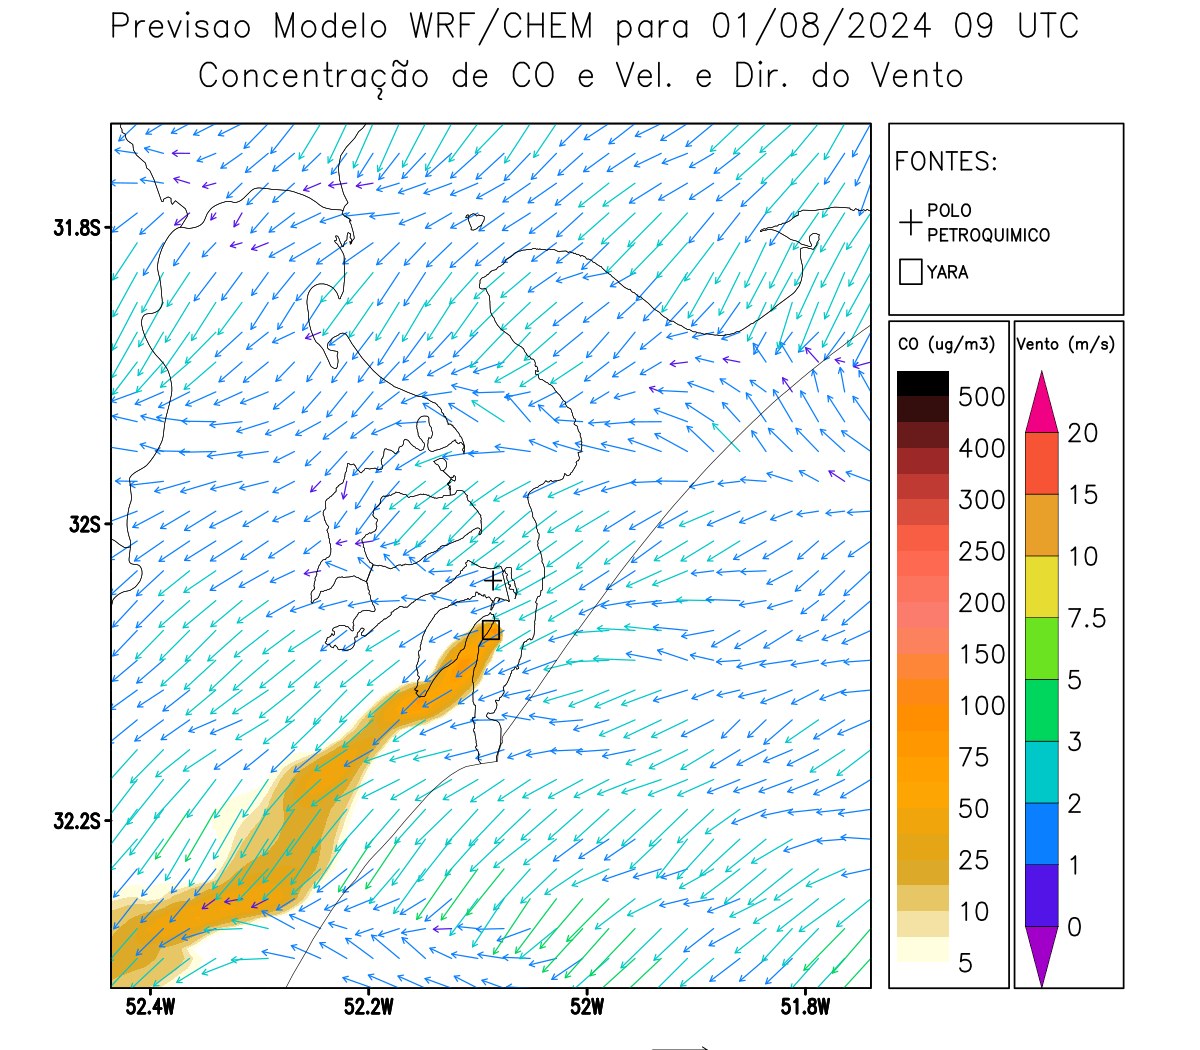 Previsao Modelo WRF/CHEM para 01/08/2024 09 UTC
Concentração de CO e Vel. e Dir. do Vento
FONTES:
POLO
PETROQUIMICO
YARA
CO (ug/m3)
500
400
300
250
200
150
100
75
50
25
10
5
Vento (m/s)
20
15
10
7.5
5
3
2
1
0
31.8S
32S
32.2S
52.4W
52.2W
52W
51.8W